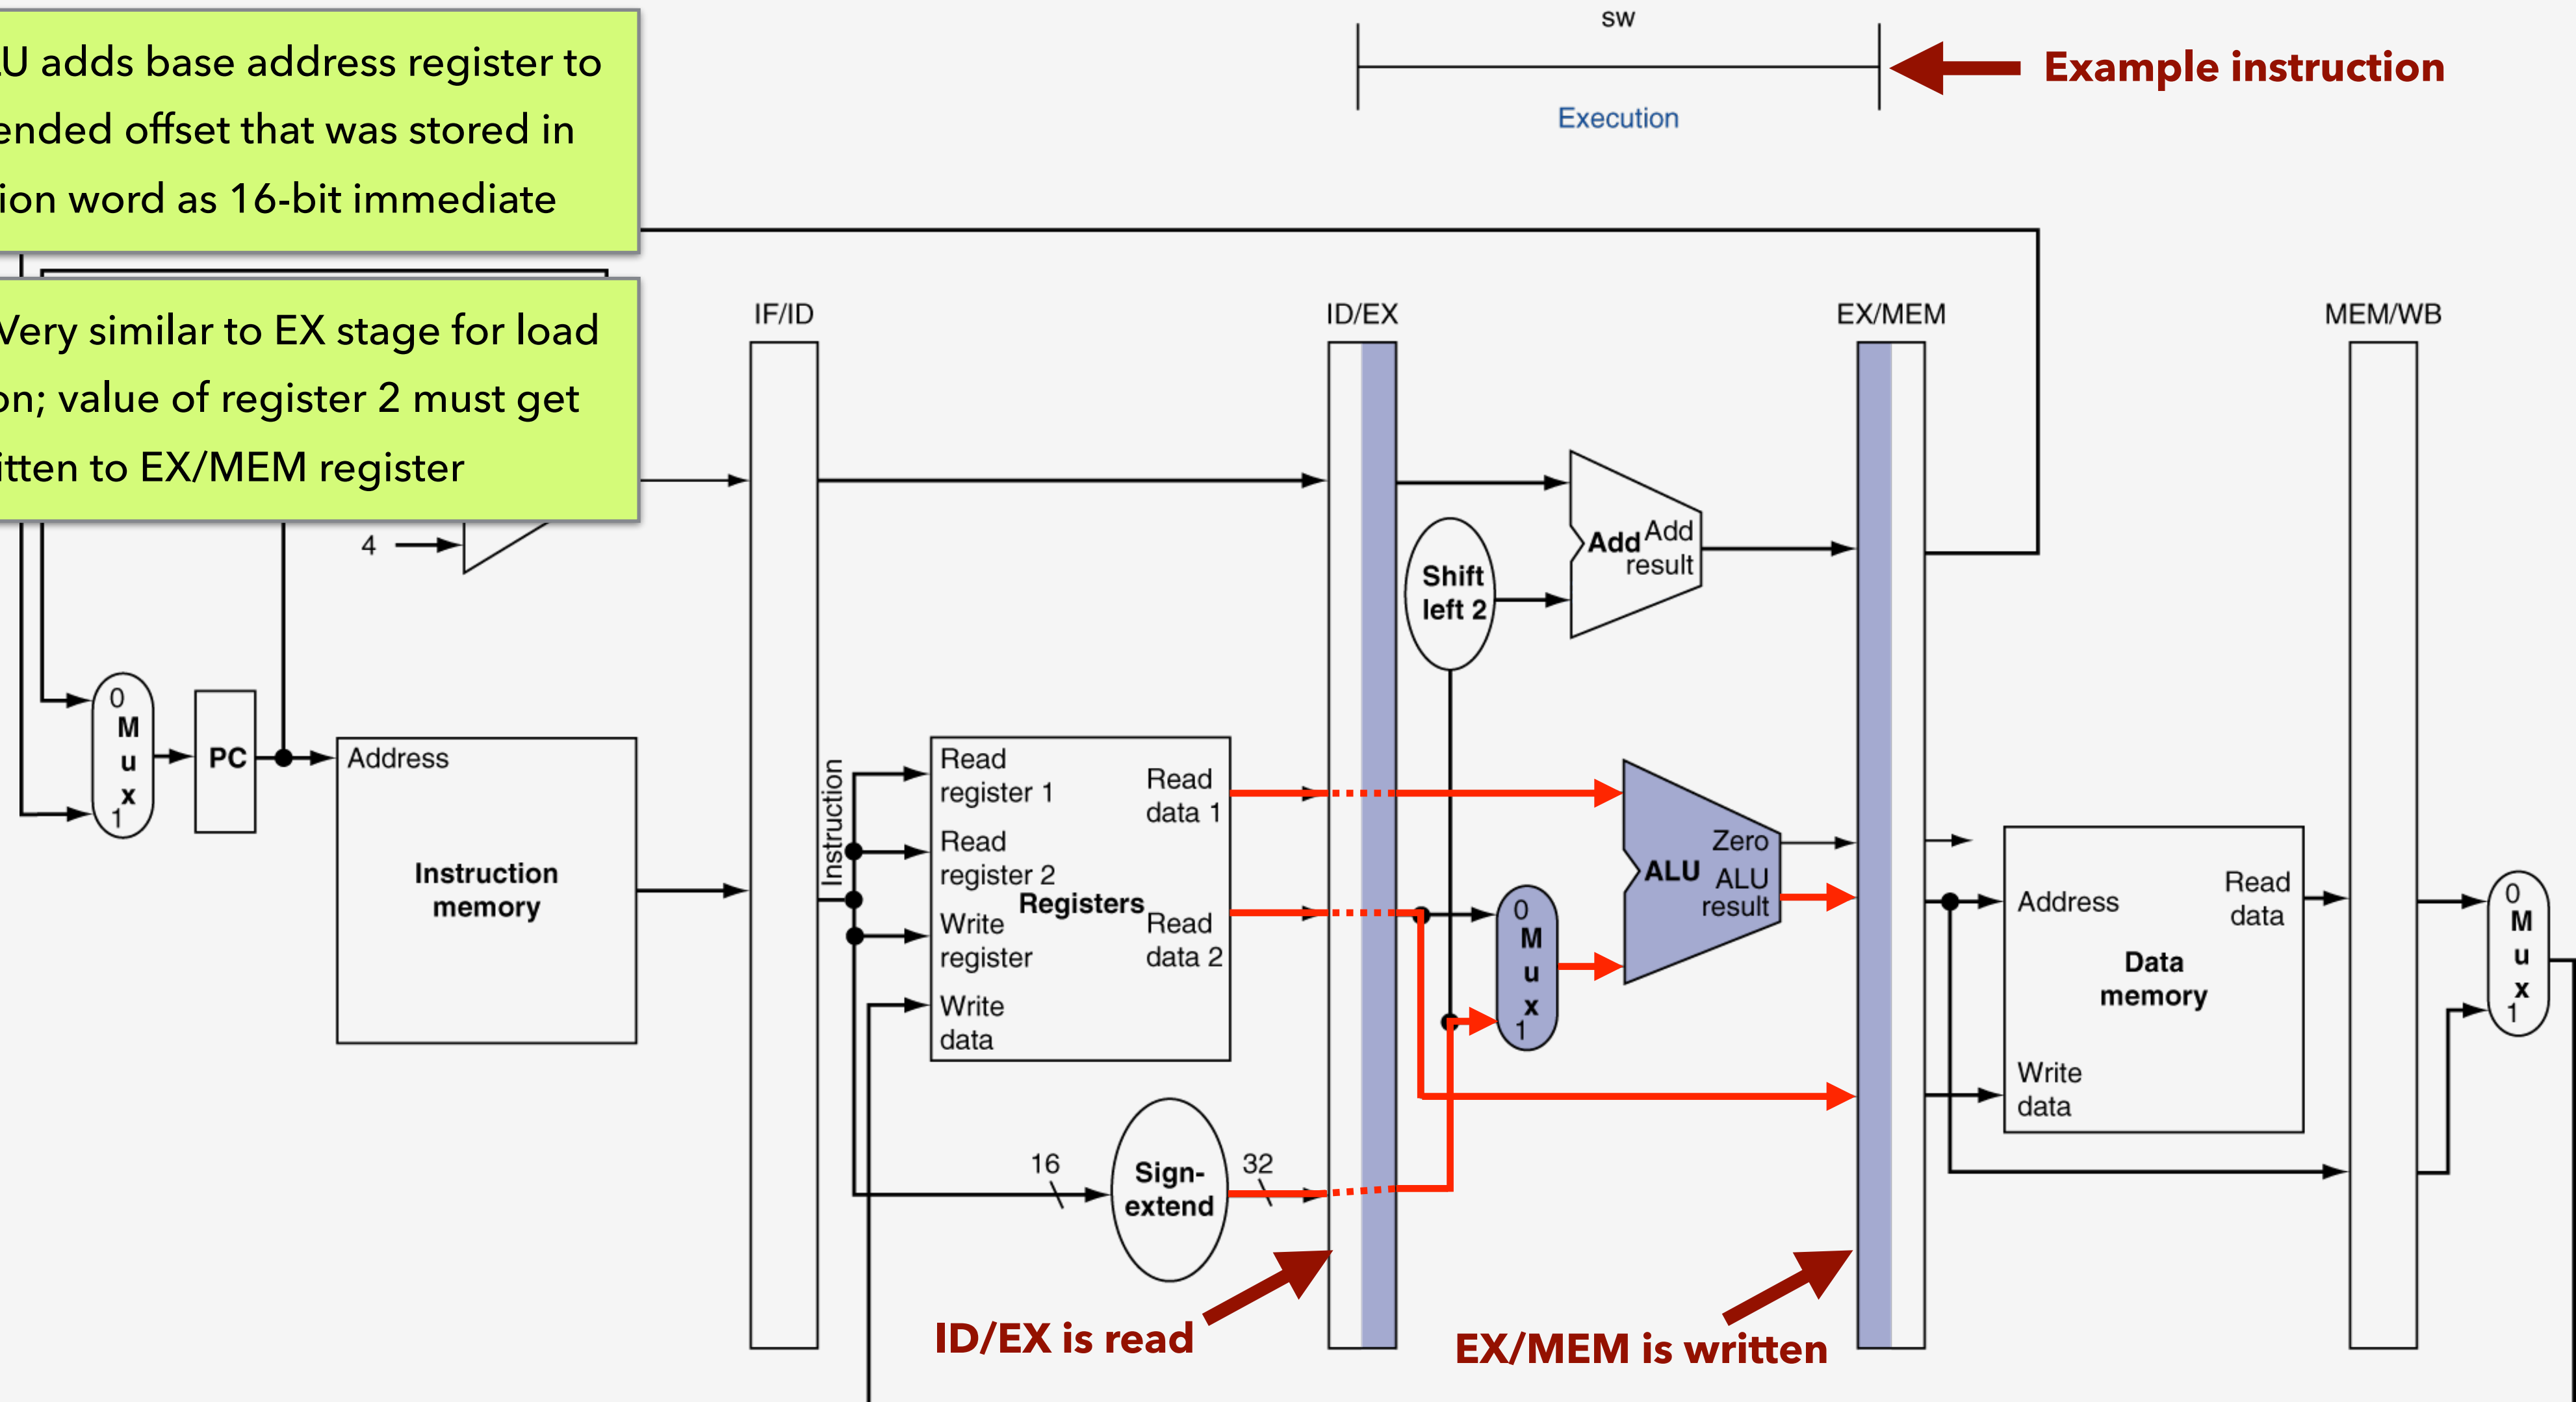 sw
Example instruction
Execution
U adds base address register to
ended offset that was stored in
ion word as 16-bit immediate
Very similar to EX stage for load
on; value of register 2 must get
itten to EX/MEM register
IF/ID
ID/EX
EX/MEM
MEM/WB
4
Add
Add
result
Shift
left 2
0
M
u
x
1
PC
Address
Instruction
memory
Instruction
Read
register 1
Read
register 2
Write
register
Write
data
Registers
Read
data 1
Read
data 2
0
M
u
x
1
Zero
ALU
ALU
result
Address
Read
data
Data
memory
Write
data
0
M
u
x
1
16
Sign-
extend
32
ID/EX is read
EX/MEM is written